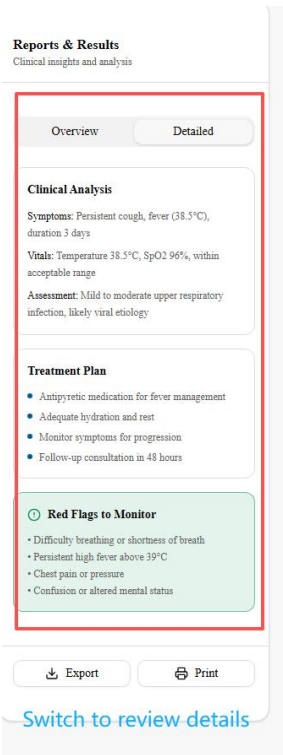 Reports & Results
Clinical insights and analysis
Overview Detailed
Clinical Analysis
Symptoms: Persistent cough, fever (38.5°C),
duration 3 days
Vitals: Temperature 38.5°C, SpO2 96%, within
acceptable range
Assessment: Mild to moderate upper respiratory
infection, likely viral etiology
Treatment Plan
• Antipyretic medication for fever management
• Adequate hydration and rest
• Monitor symptoms for progression
• Follow-up consultation in 48 hours
Red Flags to Monitor
• Difficulty breathing or shortness of breath
• Persistent high fever above 39°C
• Chest pain or pressure
• Confusion or altered mental status
Export Print
Switch to review details